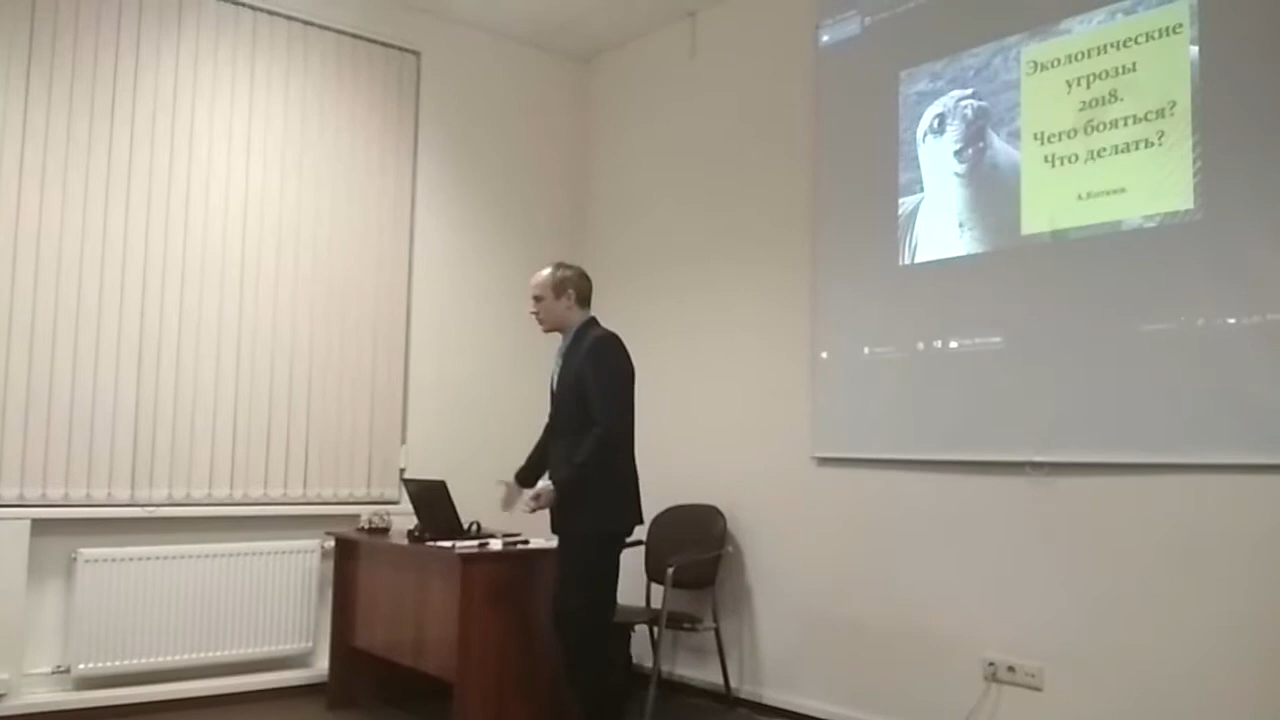 Экологические
угрозы
2018.
Чего бояться?
Что делать?